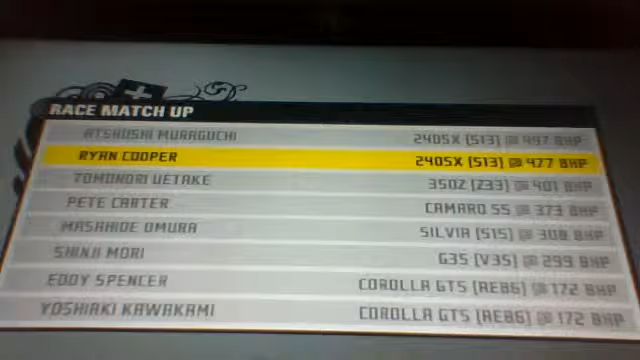 RACE MATCH UP
ATSHUSHI MURAGUCHI 240SX (S13) @ 497 BHP
RYAN COOPER 240SX (S13) @ 477 BHP
TOMONORI UETAKE 350Z (Z33) @ 401 BHP
PETE CARTER CAMARO SS @ 373 BHP
MASAHIDE OMURA SILVIA (S15) @ 308 BHP
SHINJI MORI G35 (V35) @ 299 BHP
EDDY SPENCER COROLLA GTS (AE86) @ 172 BHP
YOSHIAKI KAWAKAMI COROLLA GTS (AE86) @ 172 BHP